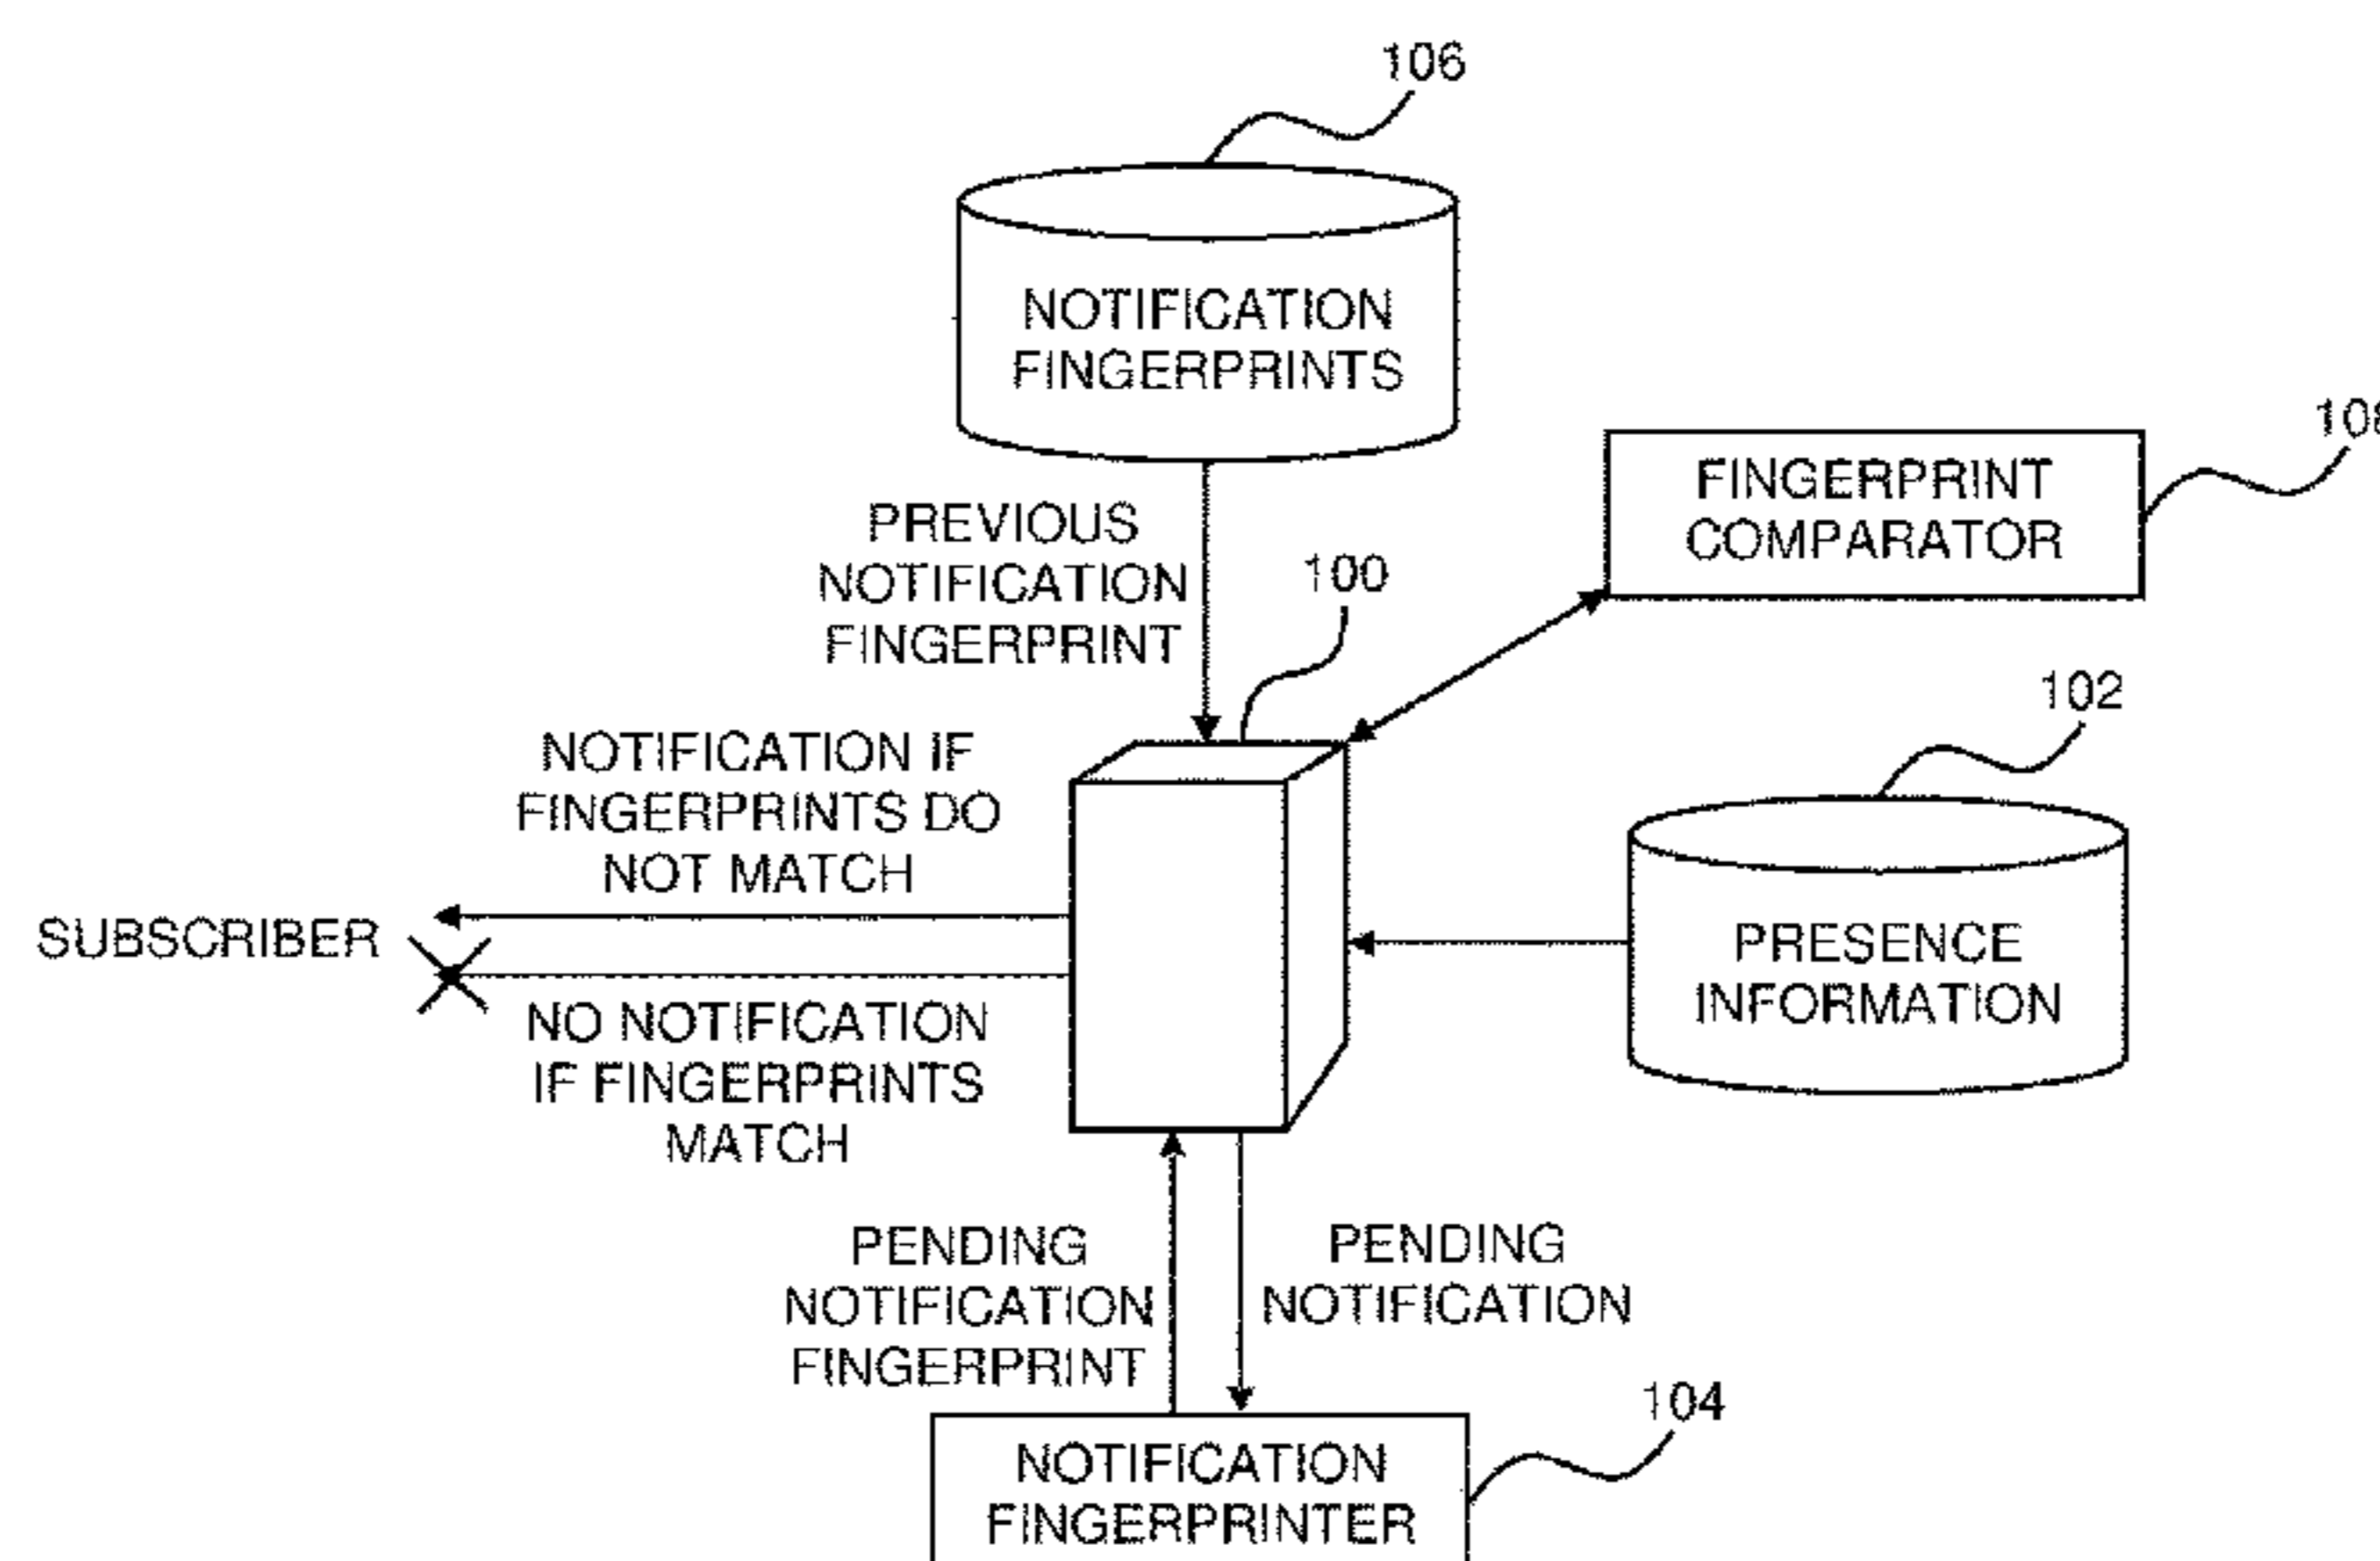 106
NOTIFICATION
FINGERPRINTS
108
FINGERPRINT
COMPARATOR
PREVIOUS
NOTIFICATION
FINGERPRINT
100
102
NOTIFICATION IF
FINGERPRINTS DO
NOT MATCH
SUBSCRIBER
PRESENCE
INFORMATION
NO NOTIFICATION
IF FINGERPRINTS
MATCH
PENDING
NOTIFICATION
FINGERPRINT
PENDING
NOTIFICATION
104
NOTIFICATION
FINGERPRINTER